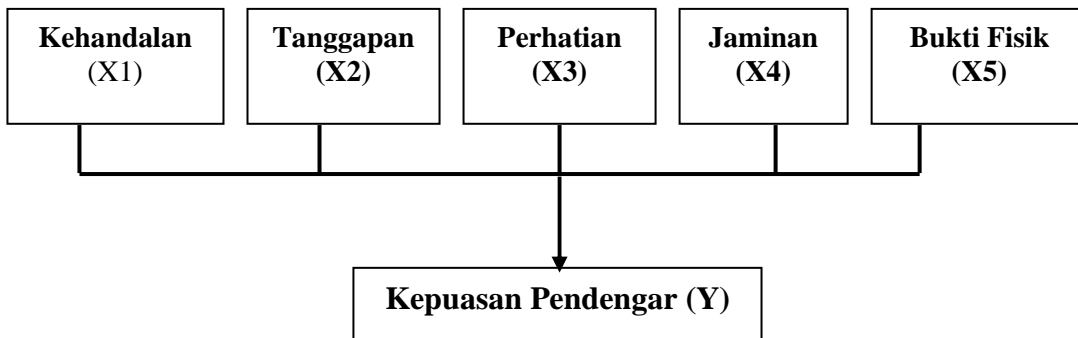 Kehandalan
(X1)
Tanggapan
(X2)
Perhatian
(X3)
Jaminan
(X4)
Bukti Fisik
(X5)
Kepuasan Pendengar (Y)